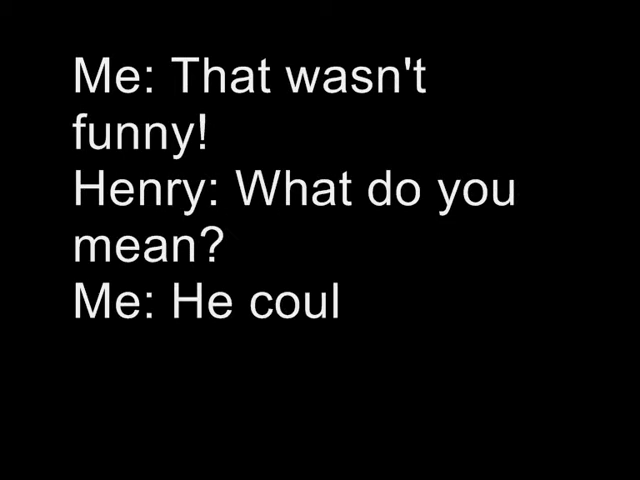 Me: That wasn't
funny!
Henry: What do you
mean?
Me: He coul